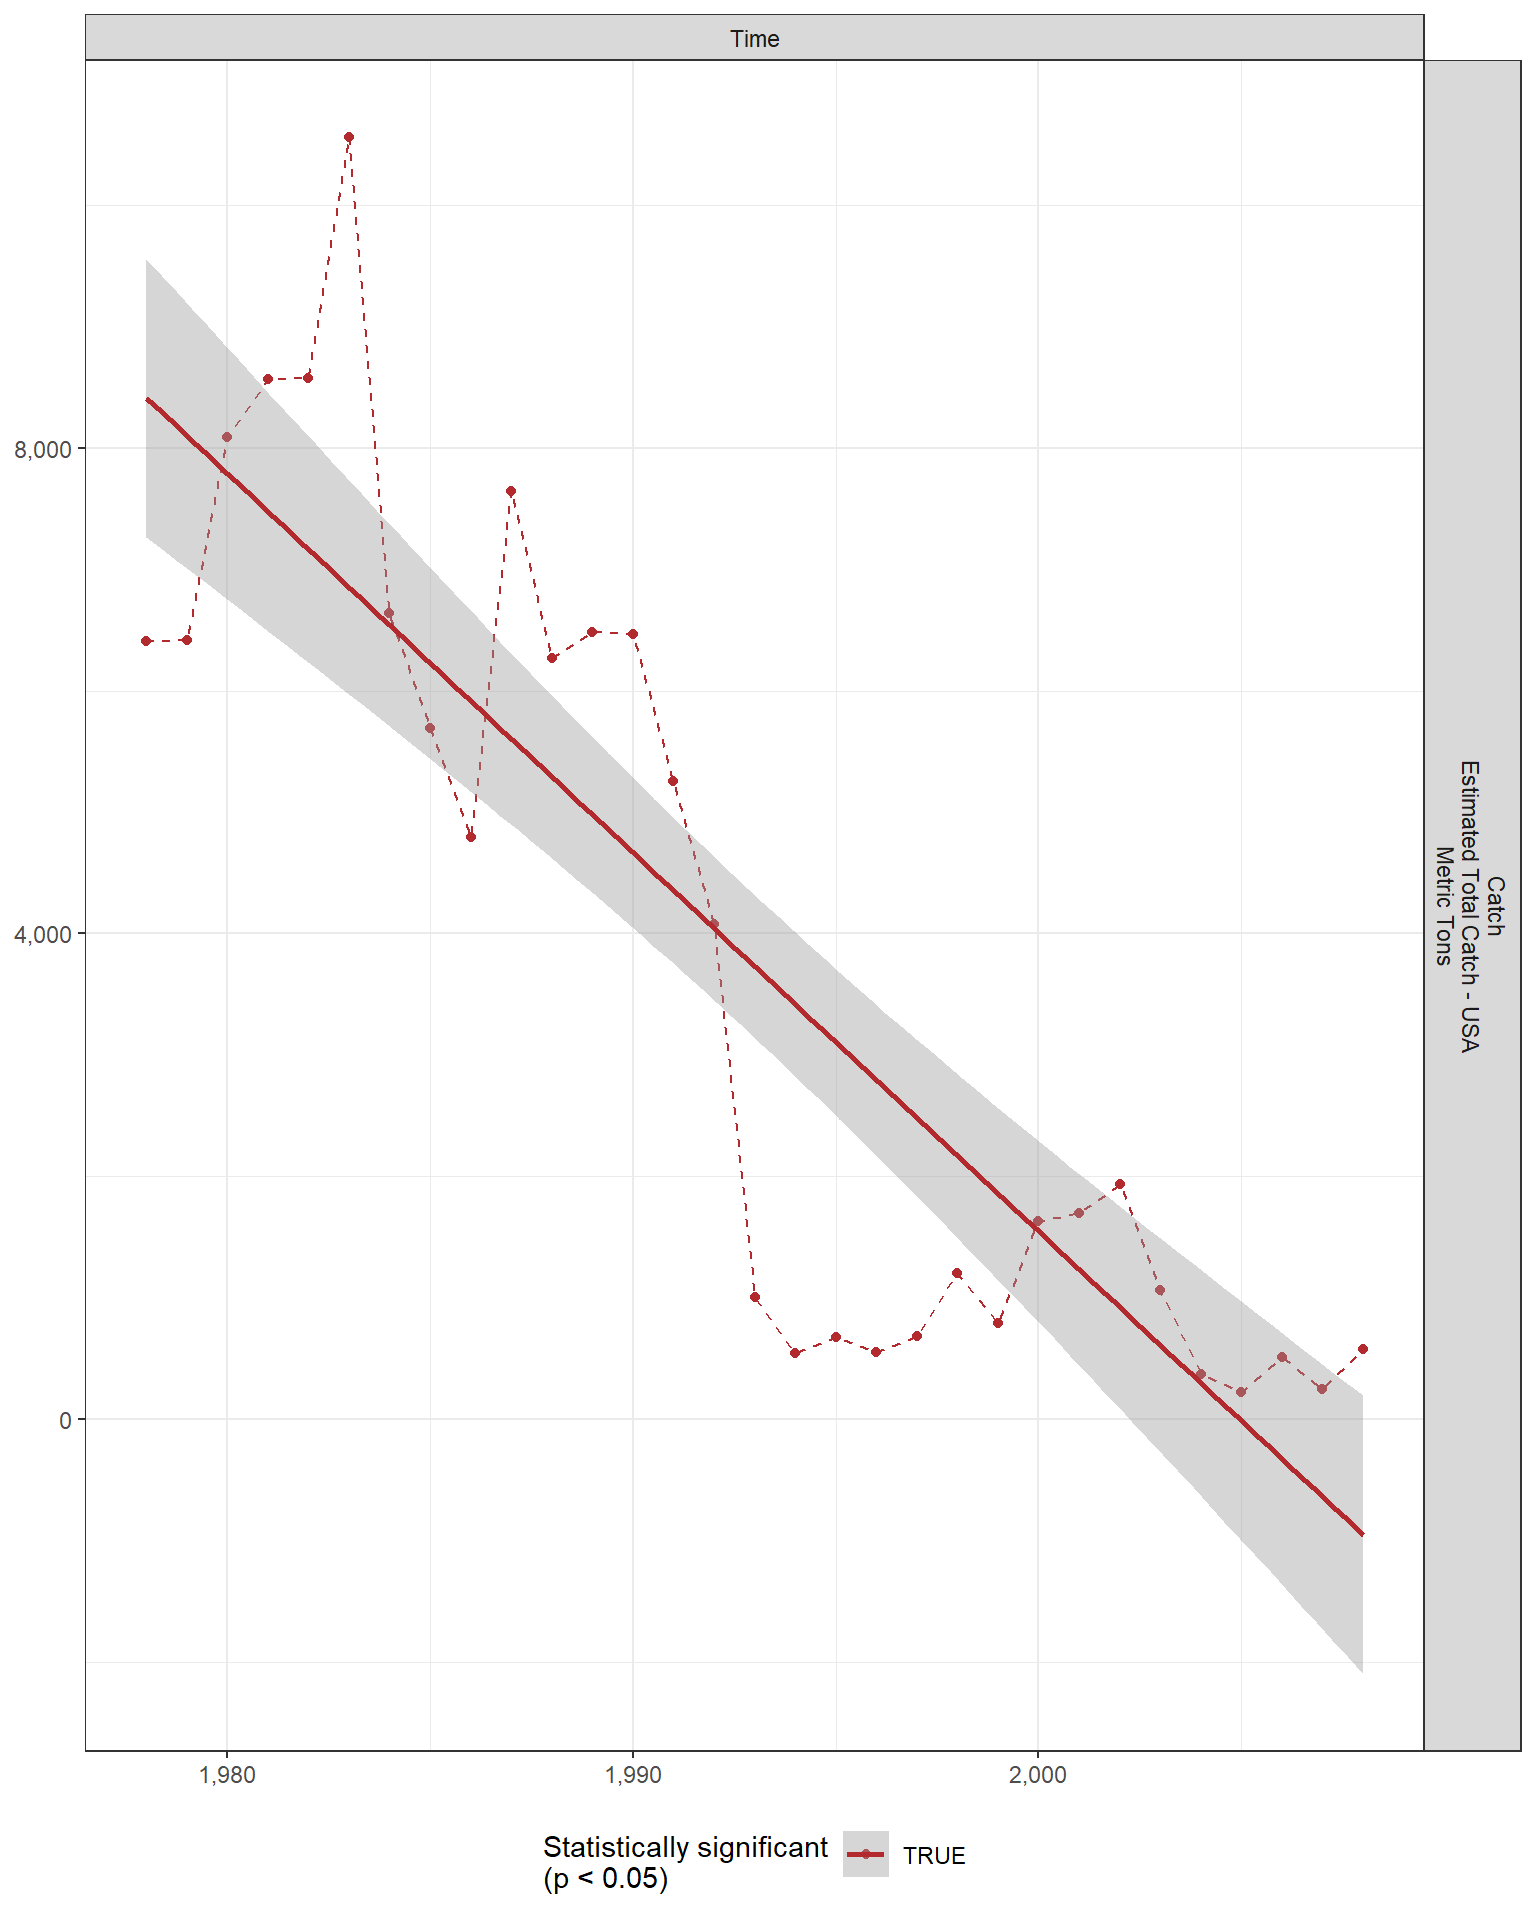 Time
8,000
4,000
0
Catch
Estimated Total Catch - USA
Metric Tons
1,980
1,990
2,000
Statistically significant
(p < 0.05)
TRUE